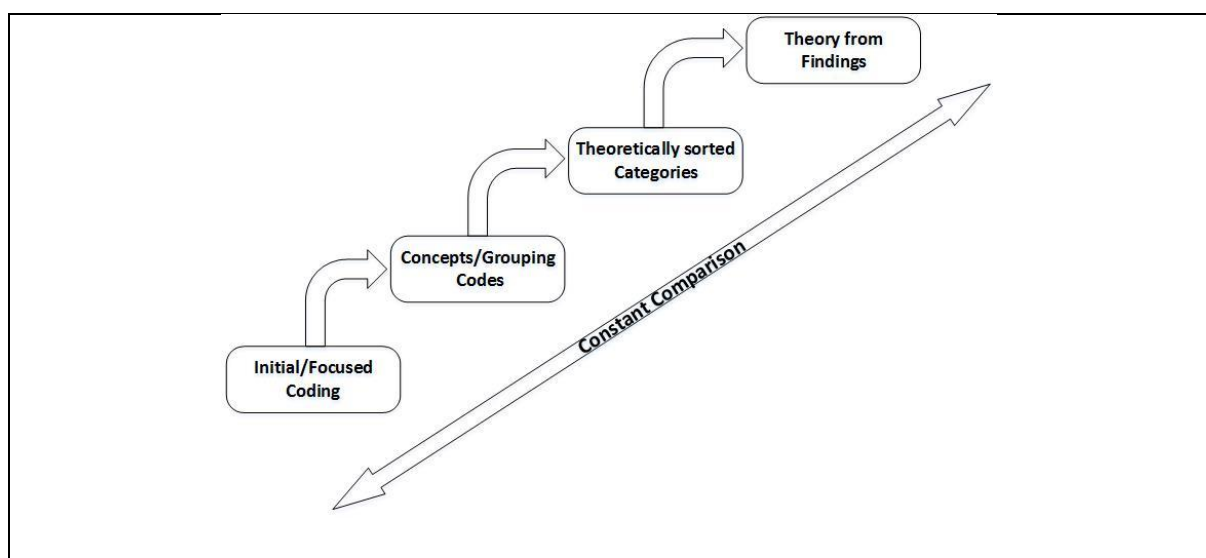 Theory from
Findings
Theoretically sorted
Categories
Concepts/Grouping
Codes
Initial/Focused
Coding
Constant Comparison